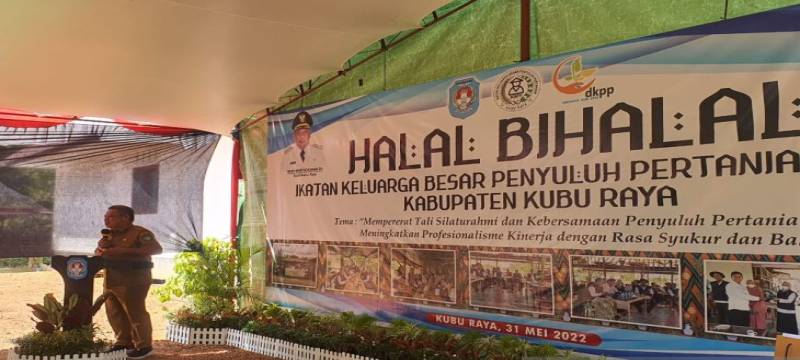 dkpp
HALAL BIHALAL
IKATAN KELUARGA BESAR PENYULUH PERTANIA
KABUPATEN KUBU RAYA
Tema : "Mempererat Tali Silaturahmi dan Kebersamaan Penyuluh Pertania
Meningkatkan Profesionalisme Kinerja dengan Rasa Syukur dan Ba
KUBU RAYA, 31 MEI 2022